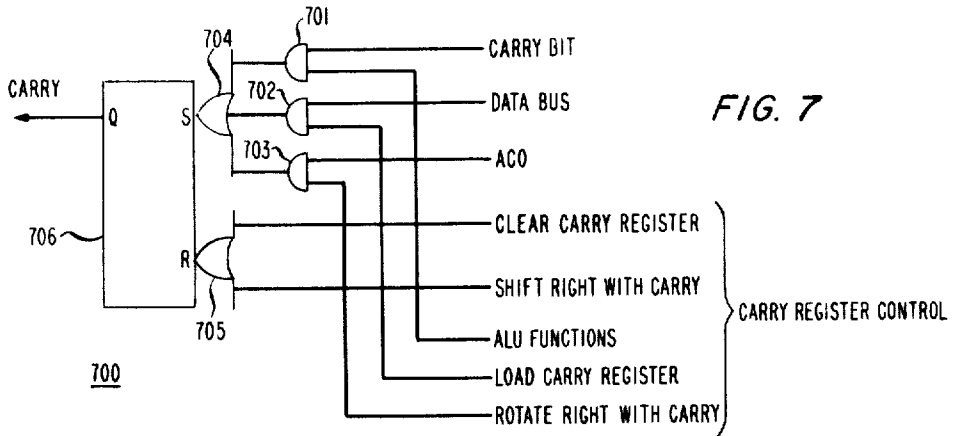 701
704
CARRY BIT
CARRY
702
DATA BUS
FIG. 7
Q
S
703
ACO
CLEAR CARRY REGISTER
706
R
SHIFT RIGHT WITH CARRY
CARRY REGISTER CONTROL
705
ALU FUNCTIONS
700
LOAD CARRY REGISTER
ROTATE RIGHT WITH CARRY